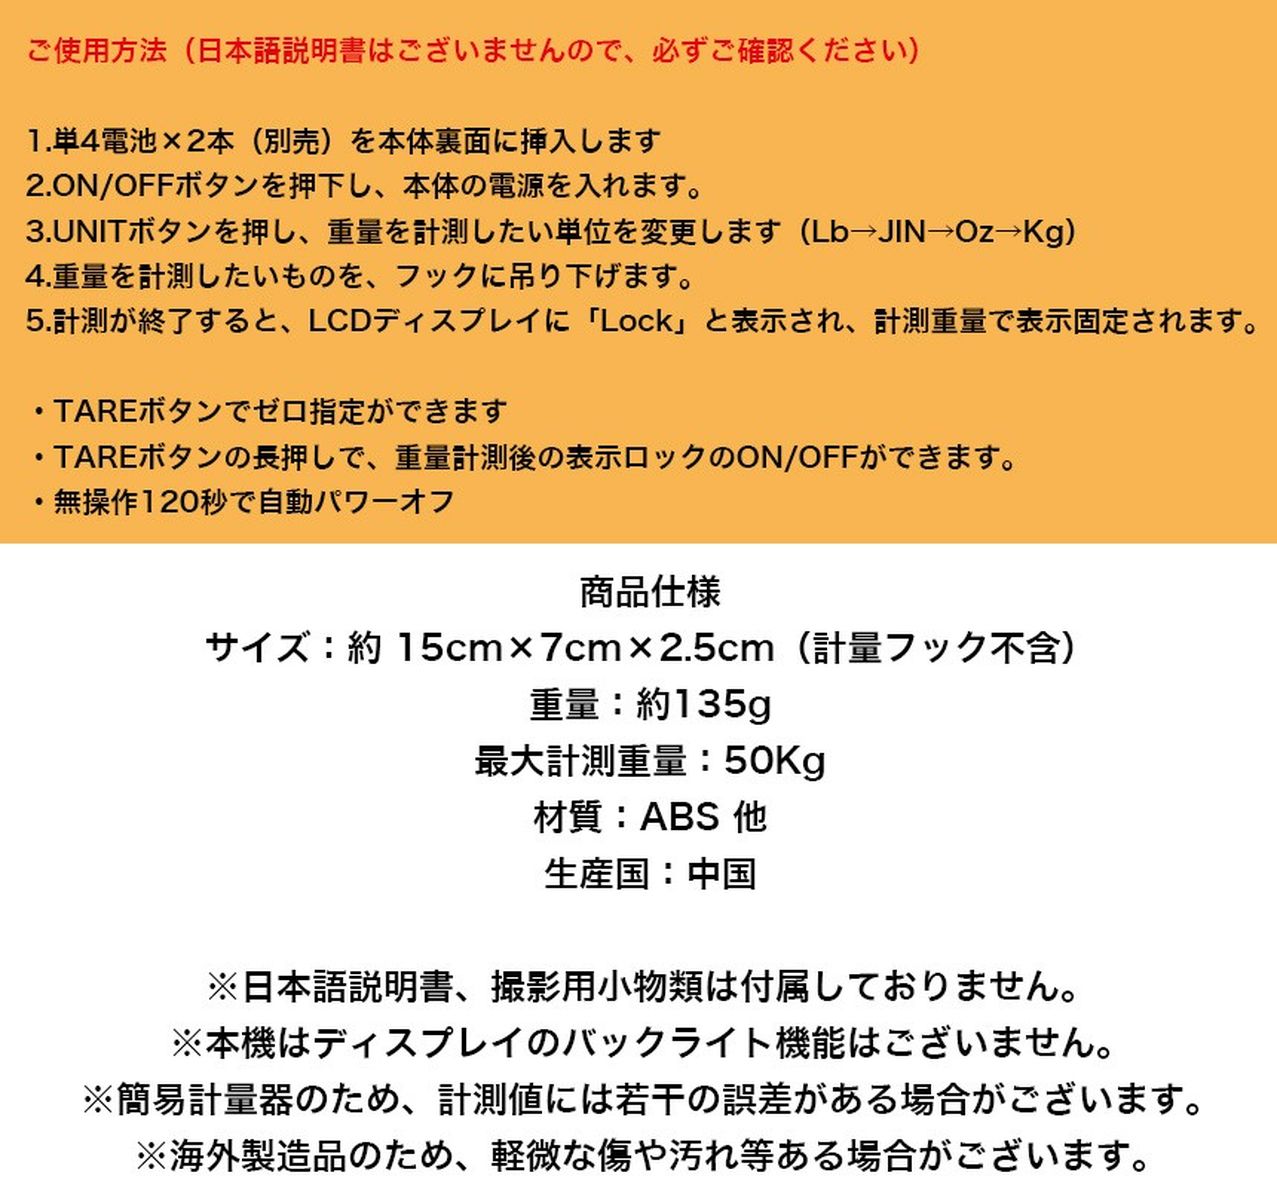 ご使用方法（日本語説明書はございませんので、必ずご確認ください）
1.単4電池×2本（別売）を本体裏面に挿入します
2.ON/OFFボタンを押下し、本体の電源を入れます。
3.UNITボタンを押し、重量を計測したい単位を変更します（Lb→JIN→Oz→Kg）
4.重量を計測したいものを、フックに吊り下げます。
5.計測が終了すると、LCDディスプレイに「Lock」と表示され、計測重量で表示固定されます。
・TAREボタンでゼロ指定ができます
・TAREボタンの長押しで、重量計測後の表示ロックのON/OFFができます。
・無操作120秒で自動パワーオフ
商品仕様
サイズ：約 15cm×7cm×2.5cm（計量フック不含）
重量：約135g
最大計測重量：50Kg
材質：ABS 他
生産国：中国
※日本語説明書、撮影用小物類は付属しておりません。
※本機はディスプレイのバックライト機能はございません。
※簡易計量器のため、計測値には若干の誤差がある場合がございます。
※海外製造品のため、軽微な傷や汚れ等ある場合がございます。